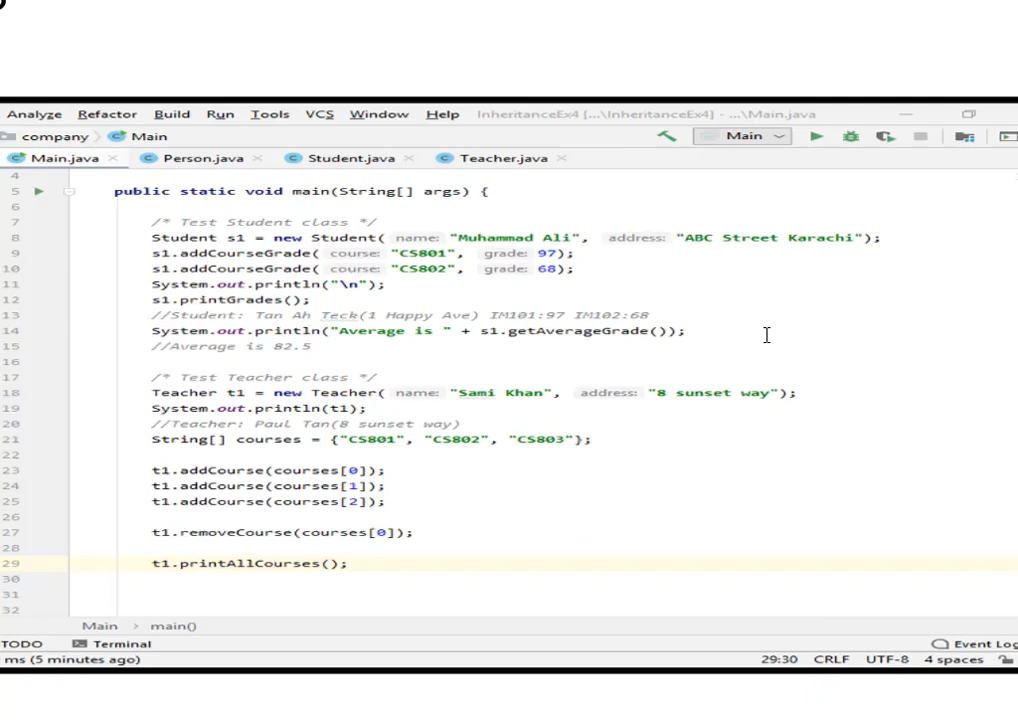 Analyze Refactor Build Run Tools VCS Window Help InheritanceEx4 [...\InheritanceEx4] - ...\Main.java
company Main Main
Main.java Person.java Student.java Teacher.java
4
5 public static void main(String[] args) {
6
7 /* Test Student class */
8 Student s1 = new Student( name: "Muhammad Ali", address: "ABC Street Karachi");
9 s1.addCourseGrade( course: "CS801", grade: 97);
10 s1.addCourseGrade( course: "CS802", grade: 68);
11 System.out.println("\n");
12 s1.printGrades();
13 //Student: Tan Ah Teck(1 Happy Ave) IM101:97 IM102:68
14 System.out.println("Average is " + s1.getAverageGrade());
15 //Average is 82.5
16
17 /* Test Teacher class */
18 Teacher t1 = new Teacher( name: "Sami Khan", address: "8 sunset way");
19 System.out.println(t1);
20 //Teacher: Paul Tan(8 sunset way)
21 String[] courses = {"CS801", "CS802", "CS803"};
22
23 t1.addCourse(courses[0]);
24 t1.addCourse(courses[1]);
25 t1.addCourse(courses[2]);
26
27 t1.removeCourse(courses[0]);
28
29 t1.printAllCourses();
30
31
32
Main > main()
TODO Terminal Event Log
ms (5 minutes ago) 29:30 CRLF UTF-8 4 spaces